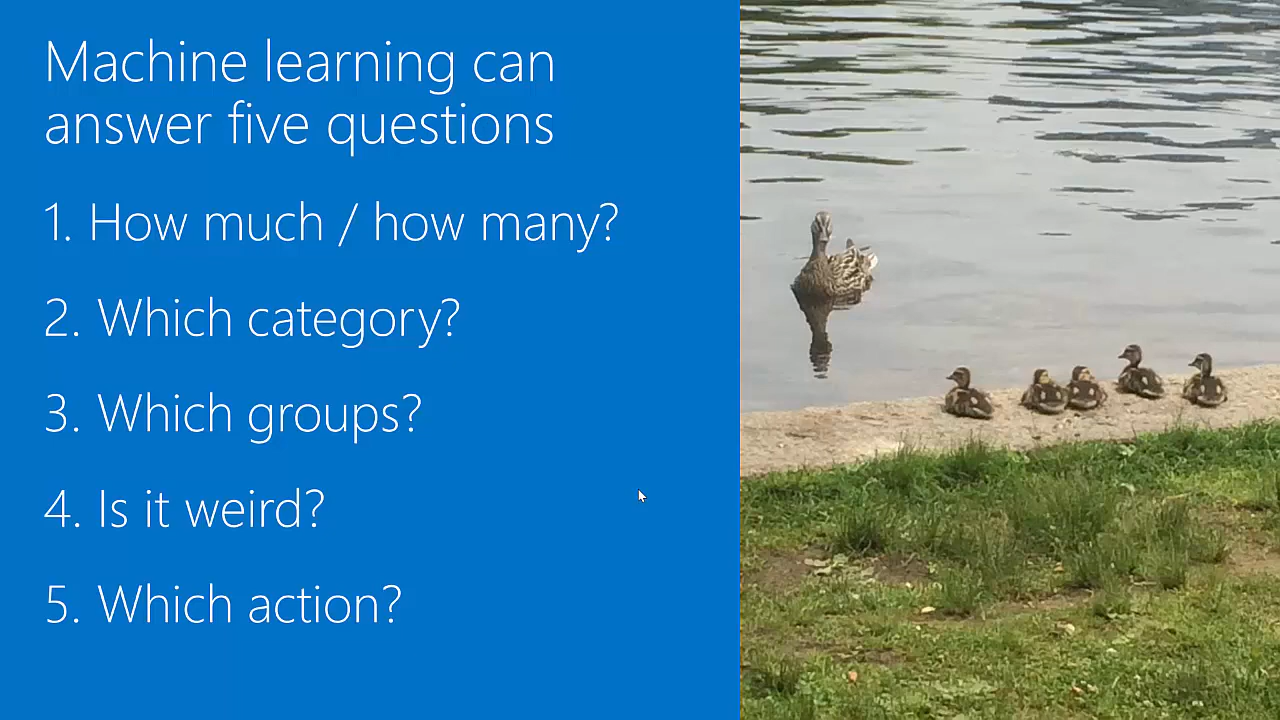 Machine learning can
answer five questions
1. How much / how many?
2. Which category?
3. Which groups?
4. Is it weird?
5. Which action?